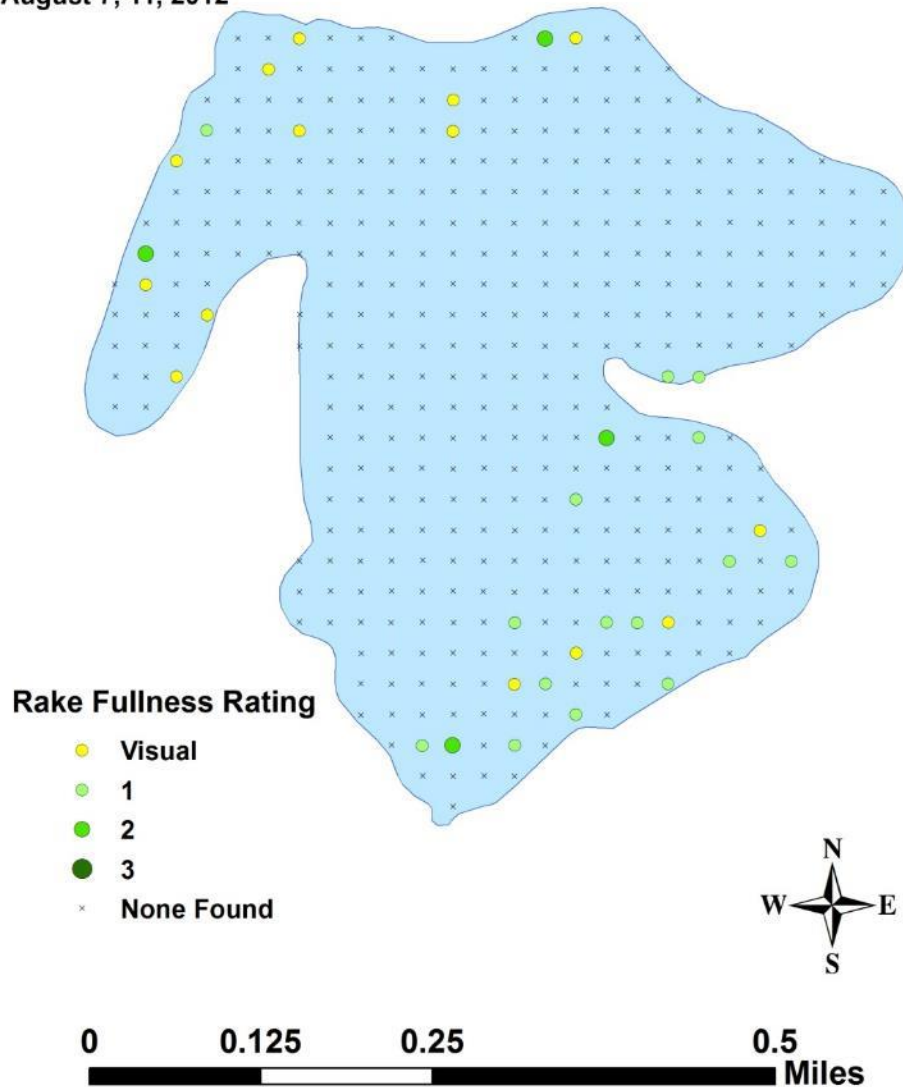 August 7, 11, 2012
Rake Fullness Rating
Visual
1
2
3
None Found
N
W E
S
0 0.125 0.25 0.5
Miles